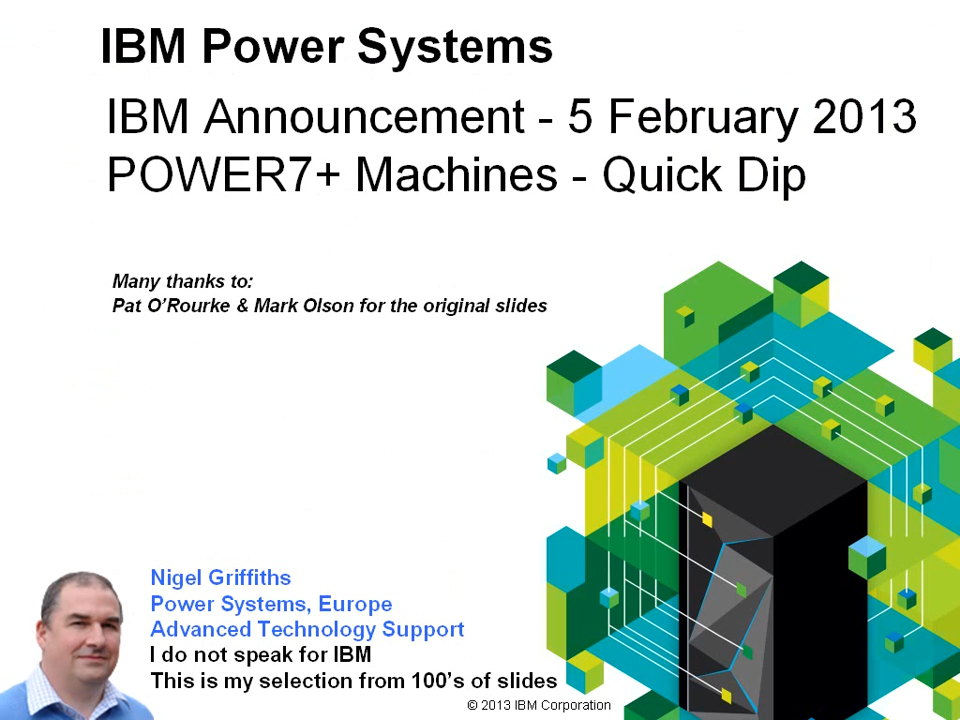 IBM Power Systems
IBM Announcement - 5 February 2013
POWER7+ Machines - Quick Dip
Many thanks to:
Pat O’Rourke & Mark Olson for the original slides
Nigel Griffiths
Power Systems, Europe
Advanced Technology Support
I do not speak for IBM
This is my selection from 100’s of slides
© 2013 IBM Corporation